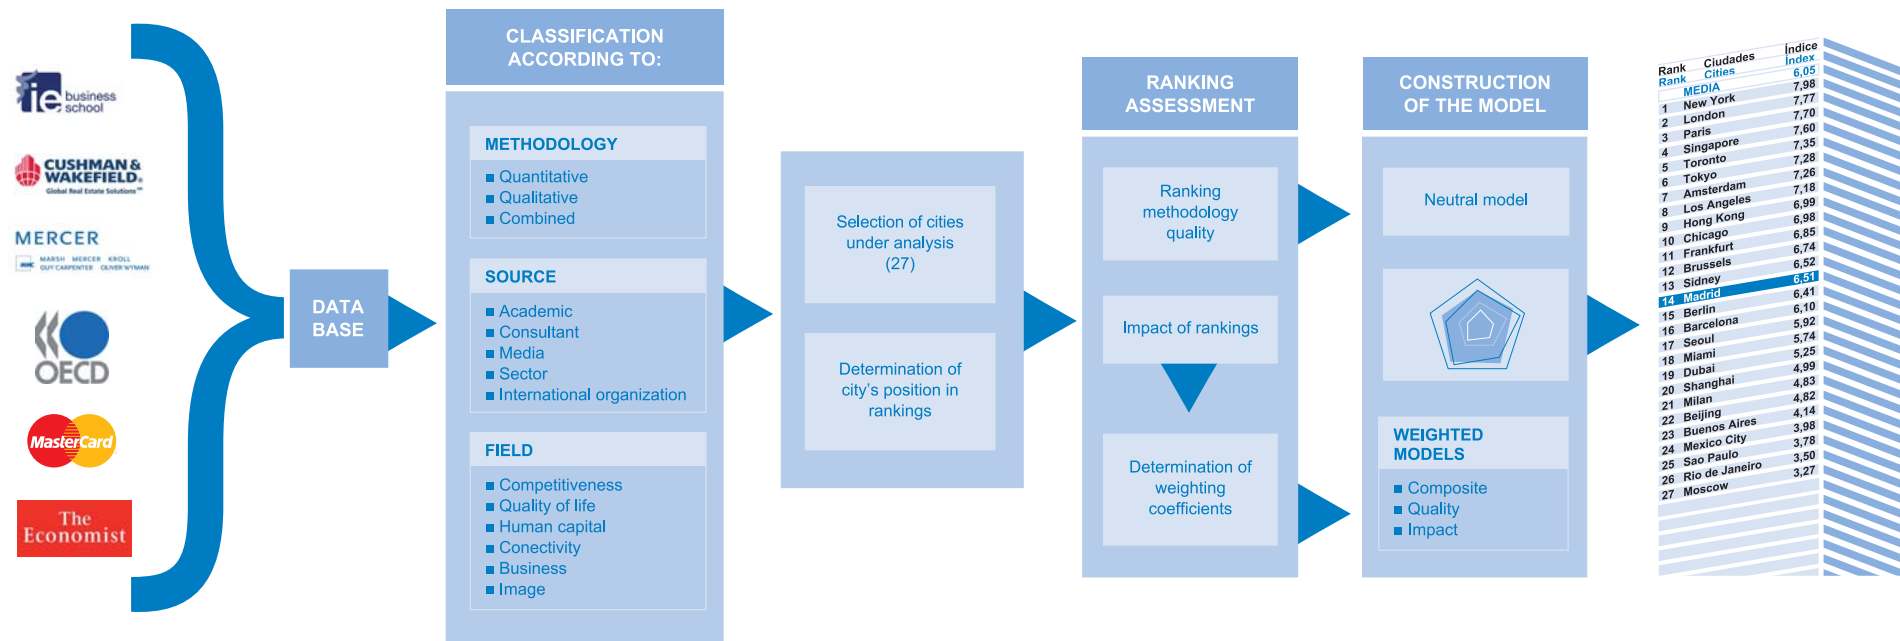 ie business
school
CUSHMAN &
WAKEFIELD®
Global Real Estate Solutions™
MERCER
MMC MARSH MERCER KROLL
GUY CARPENTER OLIVER WYMAN
OECD
MasterCard
The
Economist
DATA
BASE
CLASSIFICATION
ACCORDING TO:
METHODOLOGY
Quantitative
Qualitative
Combined
SOURCE
Academic
Consultant
Media
Sector
International organization
FIELD
Competitiveness
Quality of life
Human capital
Conectivity
Business
Image
Selection of cities
under analysis
(27)
Determination of
city's position in
rankings
RANKING
ASSESSMENT
Ranking
methodology
quality
Impact of rankings
Determination of
weighting
coefficients
CONSTRUCTION
OF THE MODEL
Neutral model
WEIGHTED
MODELS
Composite
Quality
Impact
Rank Ciudades Índice
Rank Cities Index
MEDIA 6,05
1 New York 7,98
2 London 7,77
3 Paris 7,70
4 Singapore 7,60
5 Toronto 7,35
6 Tokyo 7,28
7 Amsterdam 7,26
8 Los Angeles 7,18
9 Hong Kong 6,99
10 Chicago 6,98
11 Frankfurt 6,85
12 Brussels 6,74
13 Sidney 6,52
14 Madrid 6,51
15 Berlin 6,41
16 Barcelona 6,10
17 Seoul 5,92
18 Miami 5,74
19 Dubai 5,25
20 Shanghai 4,99
21 Milan 4,83
22 Beijing 4,82
23 Buenos Aires 4,14
24 Mexico City 3,98
25 Sao Paulo 3,78
26 Rio de Janeiro 3,50
27 Moscow 3,27